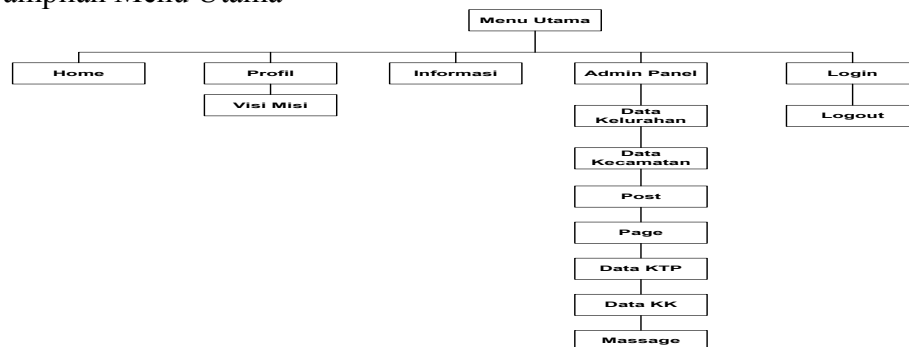 Menu Utama
Menu Utama
Home
Profil
Informasi
Admin Panel
Login
Visi Misi
Data
Kelurahan
Logout
Data
Kecamatan
Post
Page
Data KTP
Data KK
Massage